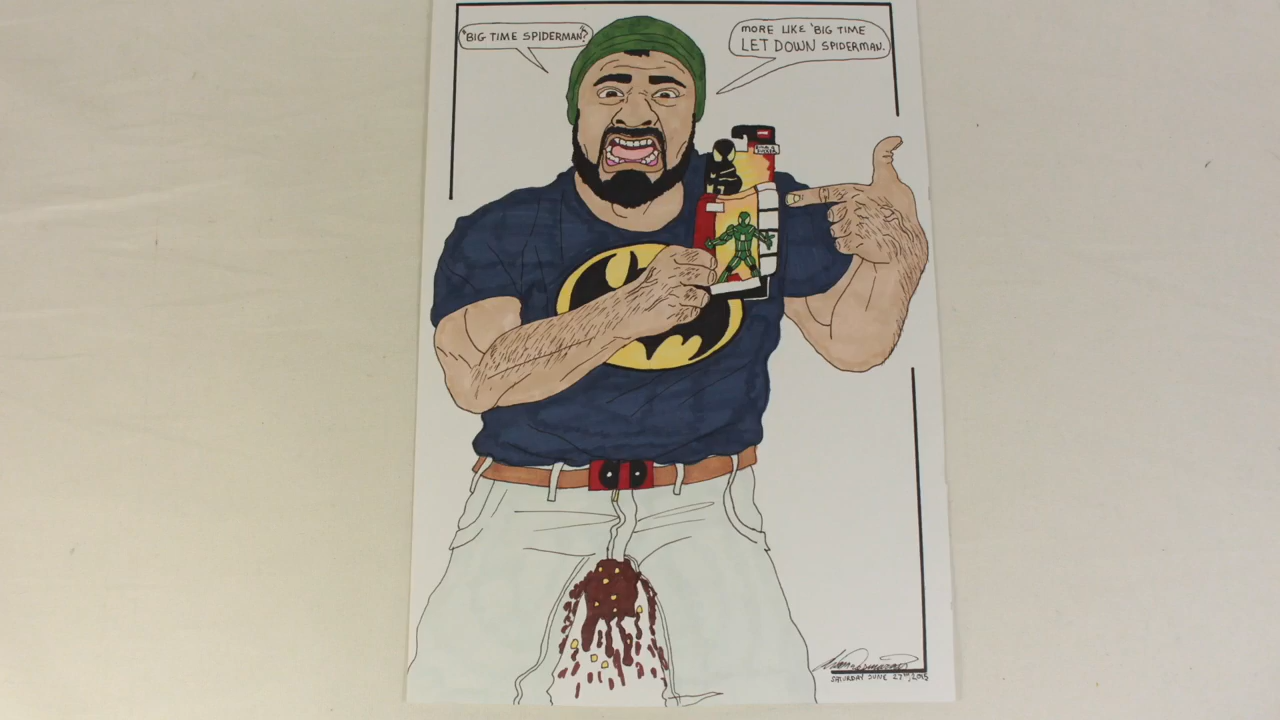 "BIG TIME SPIDERMAN"?
MORE LIKE "BIG TIME
LET DOWN SPIDERMAN.
SATURDAY JUNE 27TH, 2015